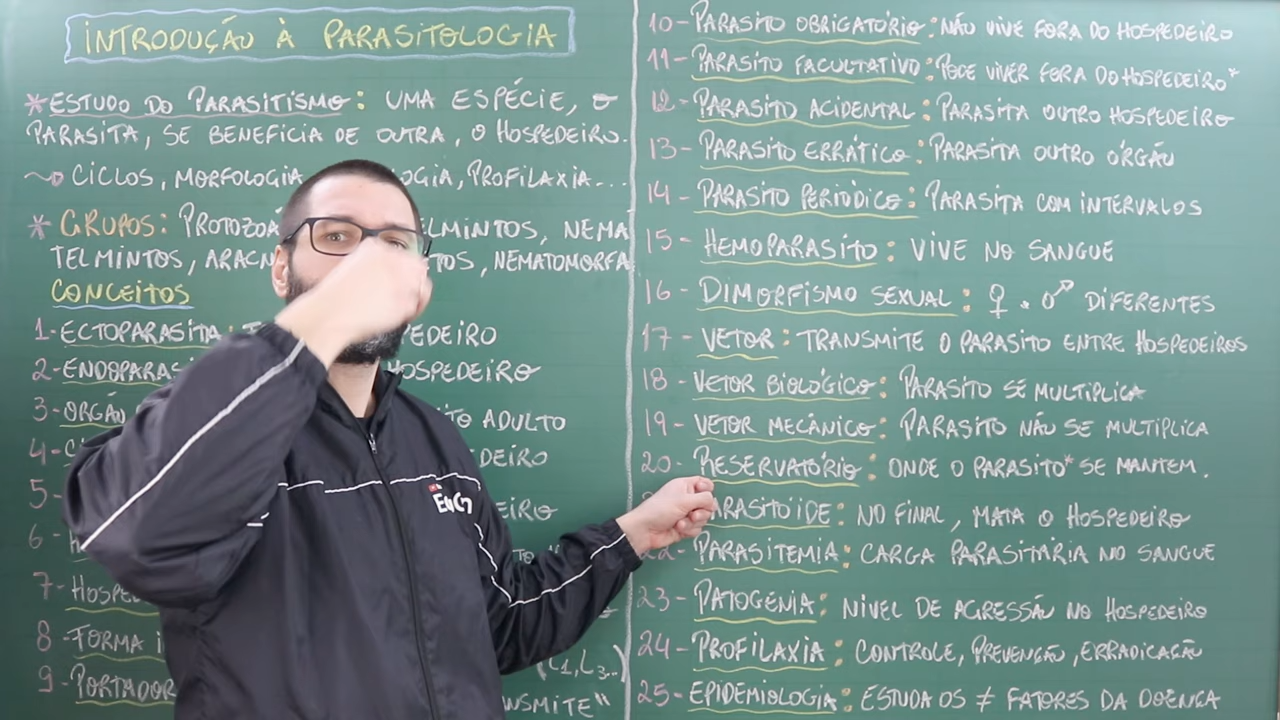 INTRODUÇÃO À PARASITOLOGIA
*ESTUDO DO PARASITISMO: UMA ESPÉCIE, O
PARASITA, SE BENEFICIA DE OUTRA, O HOSPEDEIRO.
CICLOS, MORFOLOGIA OGIA, PROFILAXIA...
* GRUPOS: PROTOZOÁ LMINTOS, NEMA
TELMINTOS, ARACN TOS, NEMATOMORFA
CONCEITOS
1-ECTOPARASITA: PEDEIRO
2-ENDOPARAS HOSPEDEIRO
3-ORGÃO TO ADULTO
4- DEIRO
5- EIRO
6-
7-HOSPE
8-FORMA I (L1,L3..)
9-PORTADOR NSMITE"
10-PARASITO OBRIGATÓRIO: NÃO VIVE FORA DO HOSPEDEIRO
11-PARASITO FACULTATIVO: PODE VIVER FORA DO HOSPEDEIRO*
12-PARASITO ACIDENTAL: PARASITA OUTRO HOSPEDEIRO
13-PARASITO ERRÁTICO: PARASITA OUTRO ÓRGÃO
14-PARASITO PERIÓDICO: PARASITA COM INTERVALOS
15-HEMOPARASITO: VIVE NO SANGUE
16-DIMORFISMO SEXUAL: ♀ × ♂ DIFERENTES
17-VETOR: TRANSMITE O PARASITO ENTRE HOSPEDEIROS
18-VETOR BIOLÓGICO: PARASITO SE MULTIPLICA
19-VETOR MECÂNICO: PARASITO NÃO SE MULTIPLICA
20-RESERVATÓRIO: ONDE O PARASITO* SE MANTEM.
ARASITÓIDE: NO FINAL, MATA O HOSPEDEIRO
PARASITEMIA: CARGA PARASITÁRIA NO SANGUE
23-PATOGENIA: NÍVEL DE AGRESSÃO NO HOSPEDEIRO
24-PROFILAXIA: CONTROLE, PREVENÇÃO, ERRADICAÇÃO
25-EPIDEMIOLOGIA: ESTUDA OS ≠ FATORES DA DOENÇA